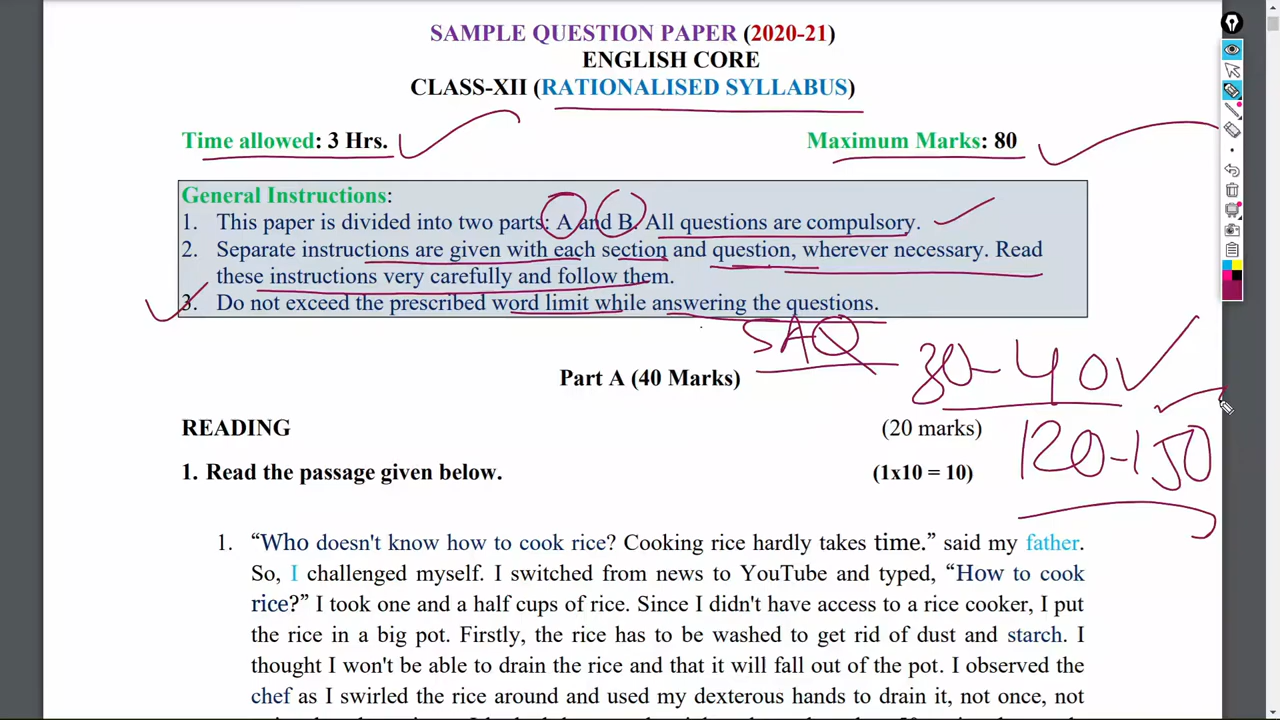 SAMPLE QUESTION PAPER (2020-21)
ENGLISH CORE
CLASS-XII (RATIONALISED SYLLABUS)
Time allowed: 3 Hrs. Maximum Marks: 80
General Instructions:
1. This paper is divided into two parts: A and B. All questions are compulsory.
2. Separate instructions are given with each section and question, wherever necessary. Read
these instructions very carefully and follow them.
3. Do not exceed the prescribed word limit while answering the questions.
SAQ
30-40
Part A (40 Marks)
120-150
READING (20 marks)
1. Read the passage given below. (1x10 = 10)
1. “Who doesn't know how to cook rice? Cooking rice hardly takes time.” said my father.
So, I challenged myself. I switched from news to YouTube and typed, “How to cook
rice?” I took one and a half cups of rice. Since I didn't have access to a rice cooker, I put
the rice in a big pot. Firstly, the rice has to be washed to get rid of dust and starch. I
thought I won't be able to drain the rice and that it will fall out of the pot. I observed the
chef as I swirled the rice around and used my dexterous hands to drain it, not once, not